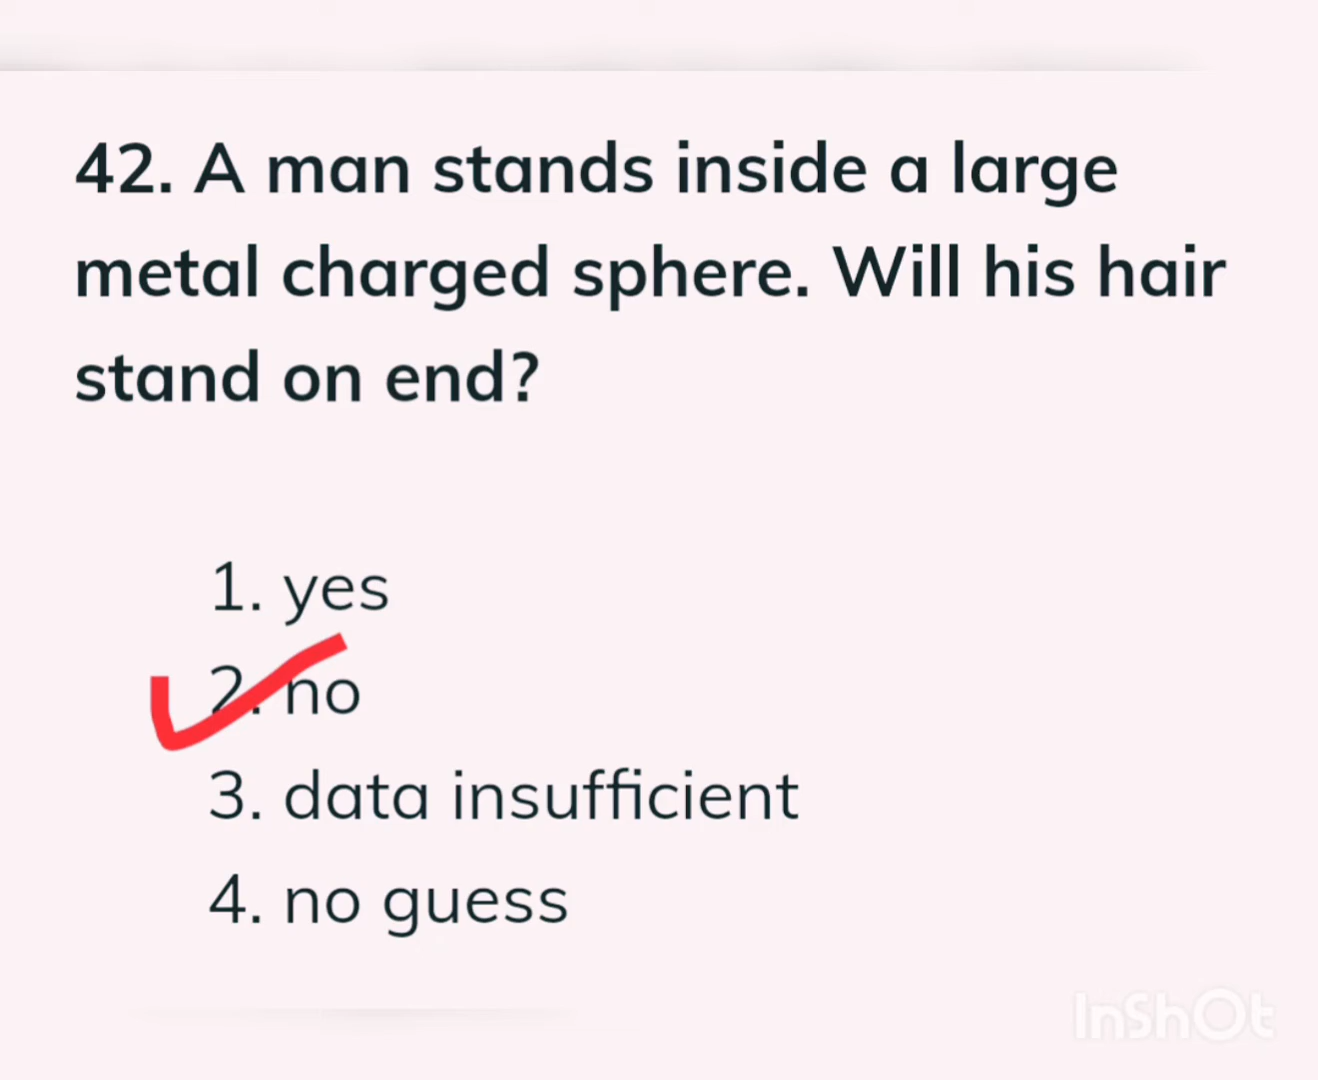 42. A man stands inside a large
metal charged sphere. Will his hair
stand on end?
1. yes
2. no
3. data insufficient
4. no guess
InShOt